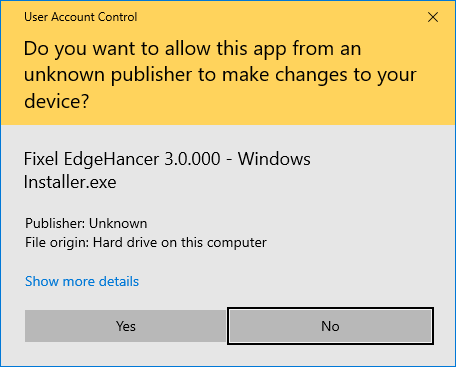 User Account Control
Do you want to allow this app from an
unknown publisher to make changes to your
device?
Fixel EdgeHancer 3.0.000 - Windows
Installer.exe
Publisher: Unknown
File origin: Hard drive on this computer
Show more details
Yes
No